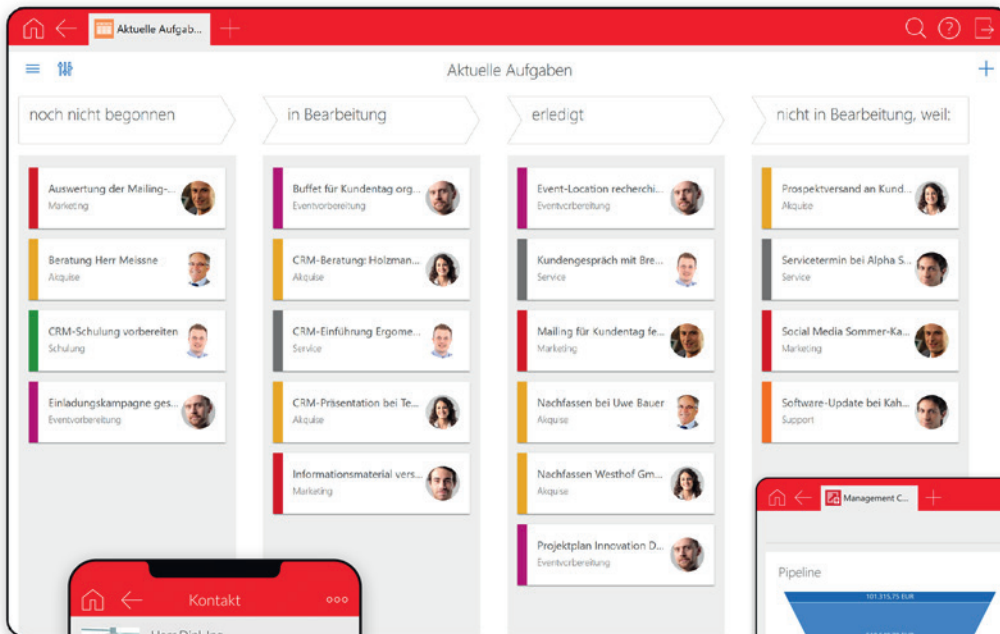 Aktuelle Aufgab...
Aktuelle Aufgaben
noch nicht begonnen
Auswertung der Mailing-...
Marketing
Beratung Herr Meissne
Akquise
CRM-Schulung vorbereiten
Schulung
Einladungskampagne ges...
Eventvorbereitung
in Bearbeitung
Buffet für Kundentag org...
Eventvorbereitung
CRM-Beratung: Holzman...
Akquise
CRM-Einführung Ergome...
Service
CRM-Präsentation bei Te...
Akquise
Informationsmaterial vers...
Marketing
erledigt
Event-Location recherchi...
Eventvorbereitung
Kundengespräch mit Bre...
Service
Mailing für Kundentag fe...
Marketing
Nachfassen bei Uwe Bauer
Akquise
Nachfassen Westhof Gm...
Akquise
Projektplan Innovation D...
Eventvorbereitung
nicht in Bearbeitung, weil:
Prospektversand an Kund...
Akquise
Servicetermin bei Alpha S...
Service
Social Media Sommer-Ka...
Marketing
Software-Update bei Kah...
Support
Kontakt
Management C...
Pipeline
101.315,75 EUR